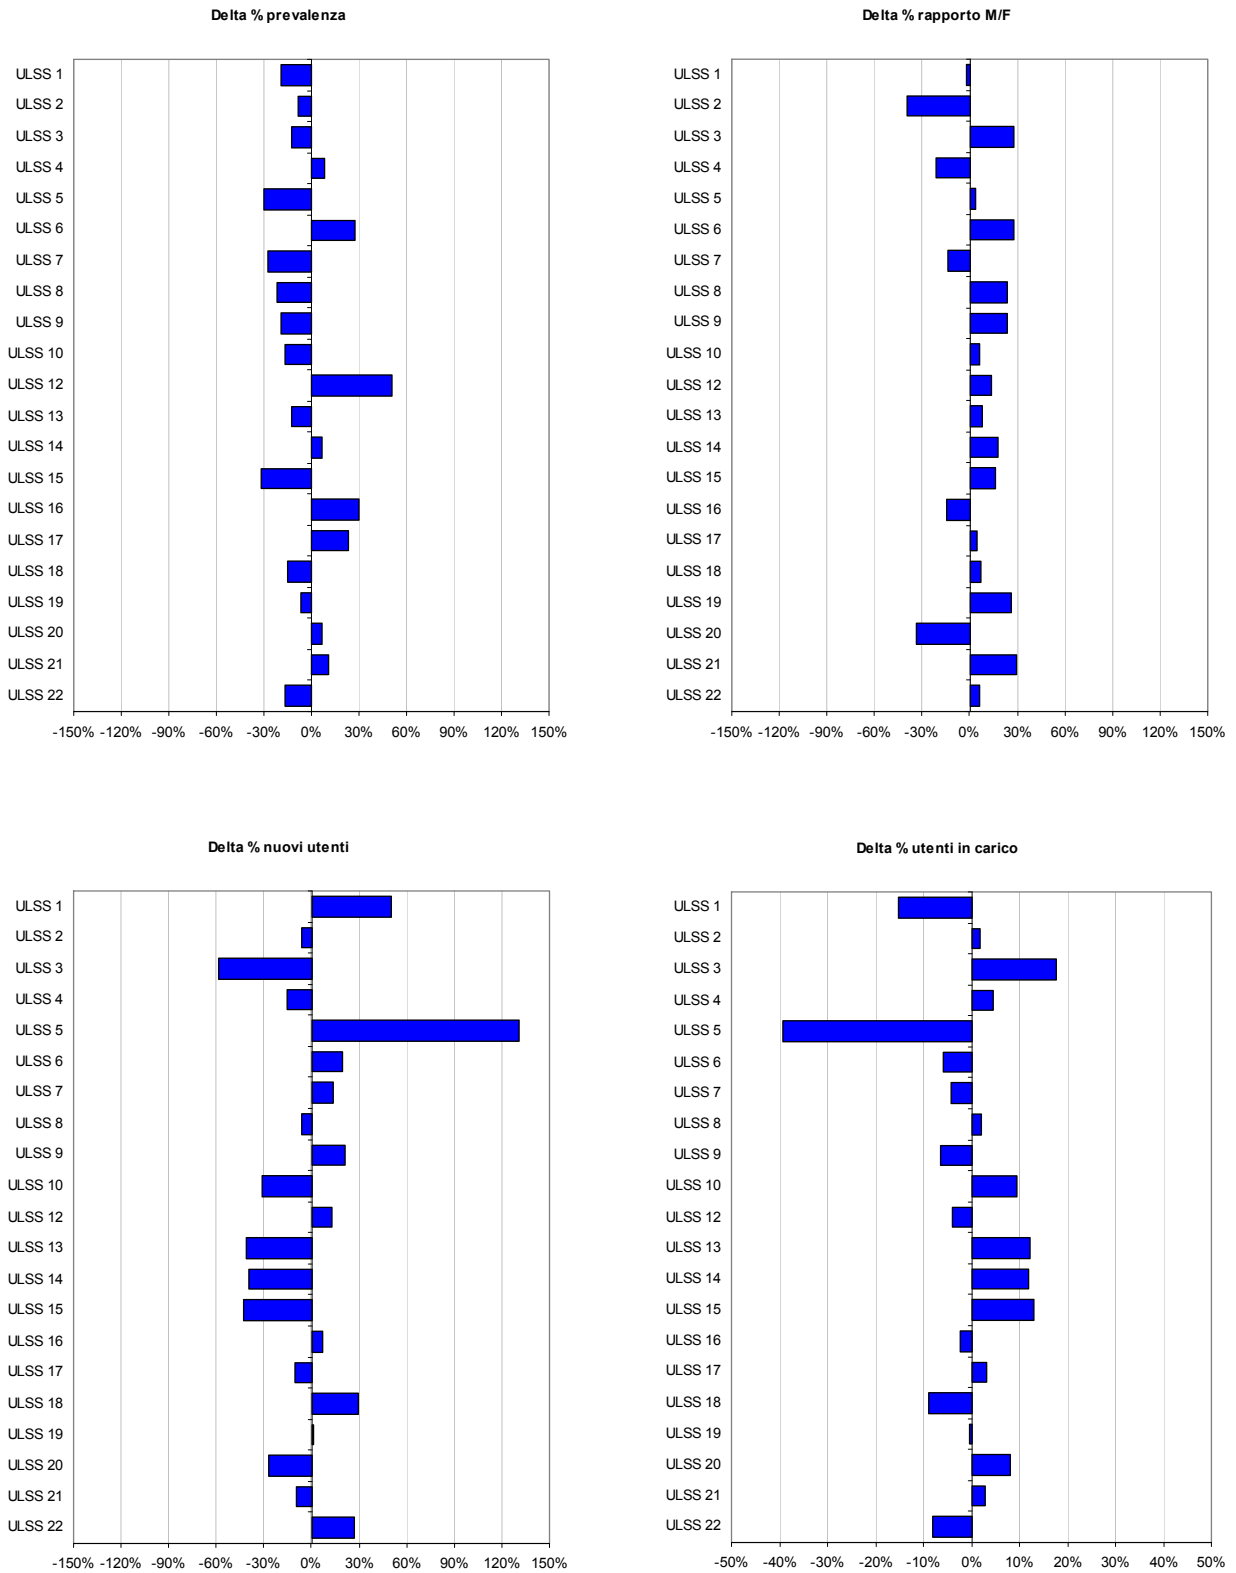 Delta % prevalenza
ULSS 1
ULSS 2
ULSS 3
ULSS 4
ULSS 5
ULSS 6
ULSS 7
ULSS 8
ULSS 9
ULSS 10
ULSS 12
ULSS 13
ULSS 14
ULSS 15
ULSS 16
ULSS 17
ULSS 18
ULSS 19
ULSS 20
ULSS 21
ULSS 22
-150% -120% -90% -60% -30% 0% 30% 60% 90% 120% 150%
Delta % rapporto M/F
ULSS 1
ULSS 2
ULSS 3
ULSS 4
ULSS 5
ULSS 6
ULSS 7
ULSS 8
ULSS 9
ULSS 10
ULSS 12
ULSS 13
ULSS 14
ULSS 15
ULSS 16
ULSS 17
ULSS 18
ULSS 19
ULSS 20
ULSS 21
ULSS 22
-150% -120% -90% -60% -30% 0% 30% 60% 90% 120% 150%
Delta % nuovi utenti
ULSS 1
ULSS 2
ULSS 3
ULSS 4
ULSS 5
ULSS 6
ULSS 7
ULSS 8
ULSS 9
ULSS 10
ULSS 12
ULSS 13
ULSS 14
ULSS 15
ULSS 16
ULSS 17
ULSS 18
ULSS 19
ULSS 20
ULSS 21
ULSS 22
-150% -120% -90% -60% -30% 0% 30% 60% 90% 120% 150%
Delta % utenti in carico
ULSS 1
ULSS 2
ULSS 3
ULSS 4
ULSS 5
ULSS 6
ULSS 7
ULSS 8
ULSS 9
ULSS 10
ULSS 12
ULSS 13
ULSS 14
ULSS 15
ULSS 16
ULSS 17
ULSS 18
ULSS 19
ULSS 20
ULSS 21
ULSS 22
-50% -40% -30% -20% -10% 0% 10% 20% 30% 40% 50%